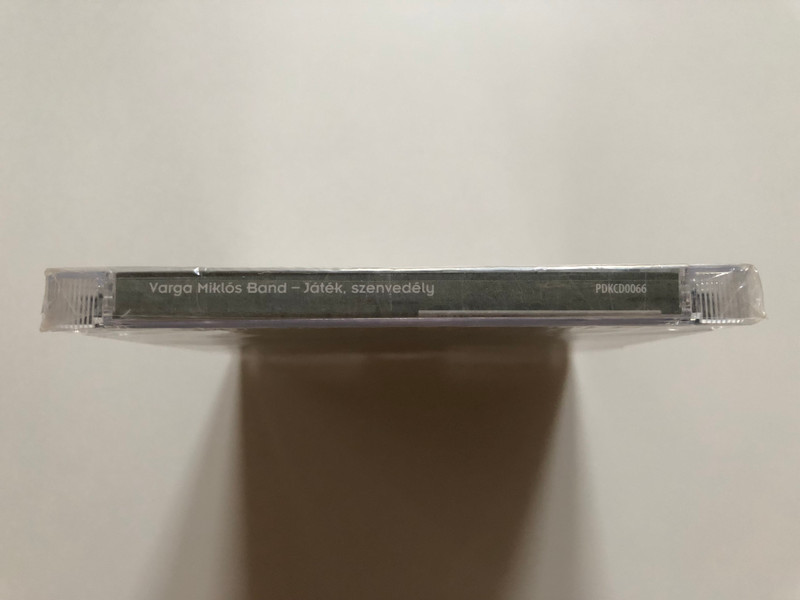 Varga Miklós Band – Játék, szenvedély PDKCD0066